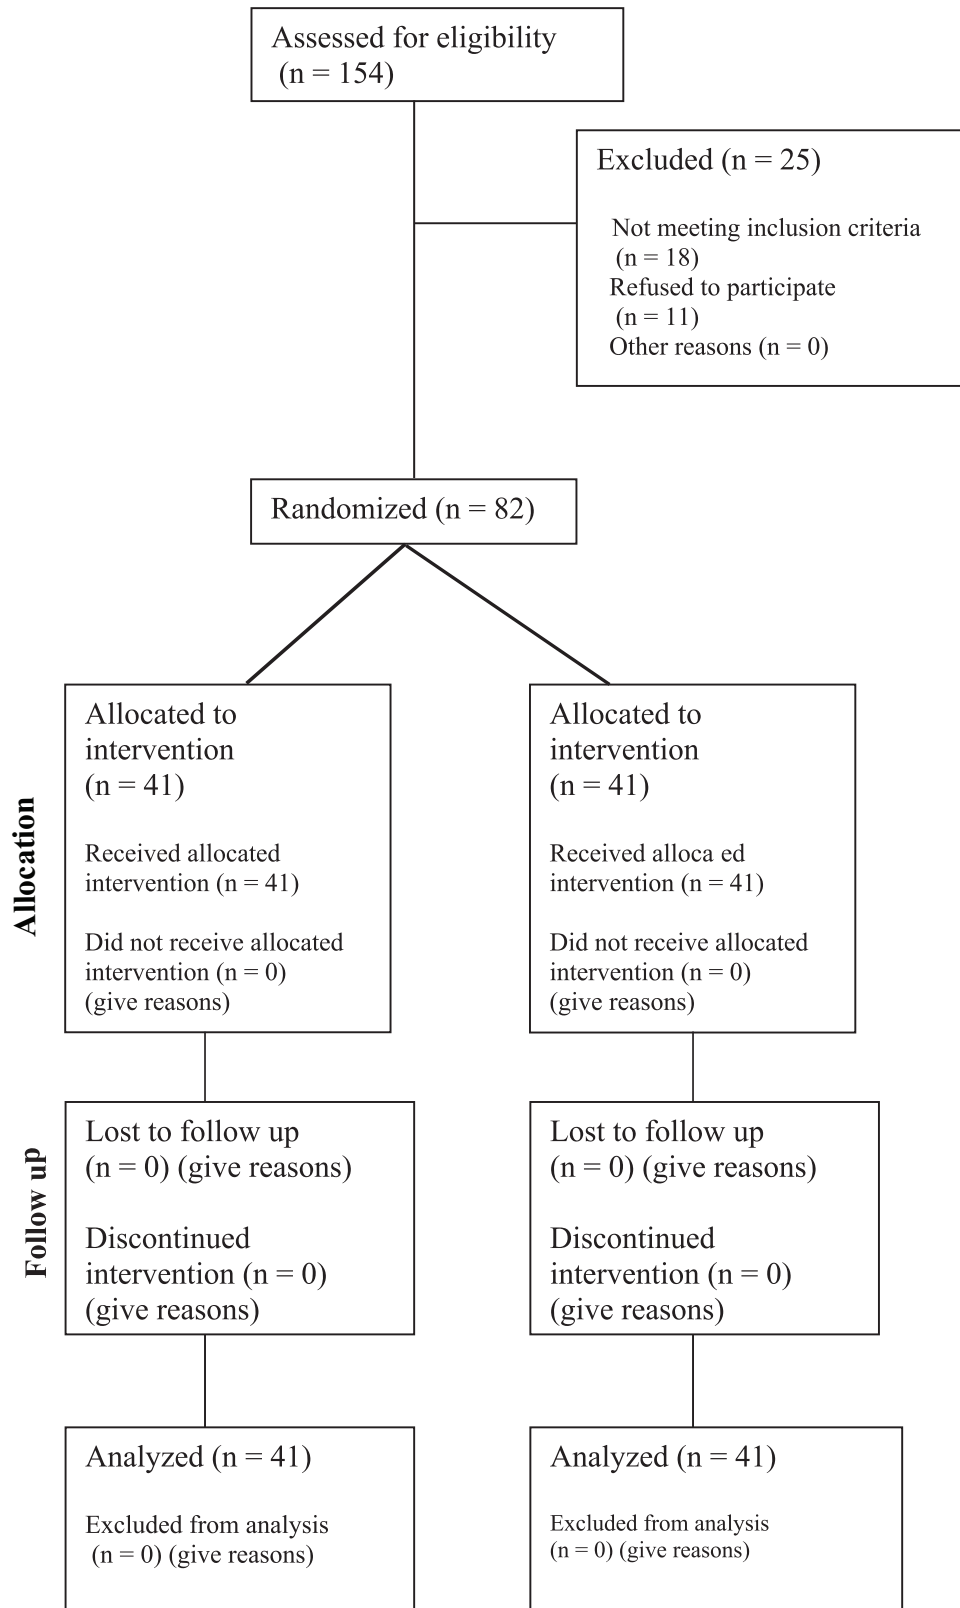 Assessed for eligibility
(n = 154)
Excluded (n = 25)
Not meeting inclusion criteria
(n = 18)
Refused to participate
(n = 11)
Other reasons (n = 0)
Randomized (n = 82)
Allocation
Allocated to
intervention
(n = 41)
Received allocated
intervention (n = 41)
Did not receive allocated
intervention (n = 0)
(give reasons)
Allocated to
intervention
(n = 41)
Received alloca ed
intervention (n = 41)
Did not receive allocated
intervention (n = 0)
(give reasons)
Follow up
Lost to follow up
(n = 0) (give reasons)
Discontinued
intervention (n = 0)
(give reasons)
Lost to follow up
(n = 0) (give reasons)
Discontinued
intervention (n = 0)
(give reasons)
Analyzed (n = 41)
Excluded from analysis
(n = 0) (give reasons)
Analyzed (n = 41)
Excluded from analysis
(n = 0) (give reasons)